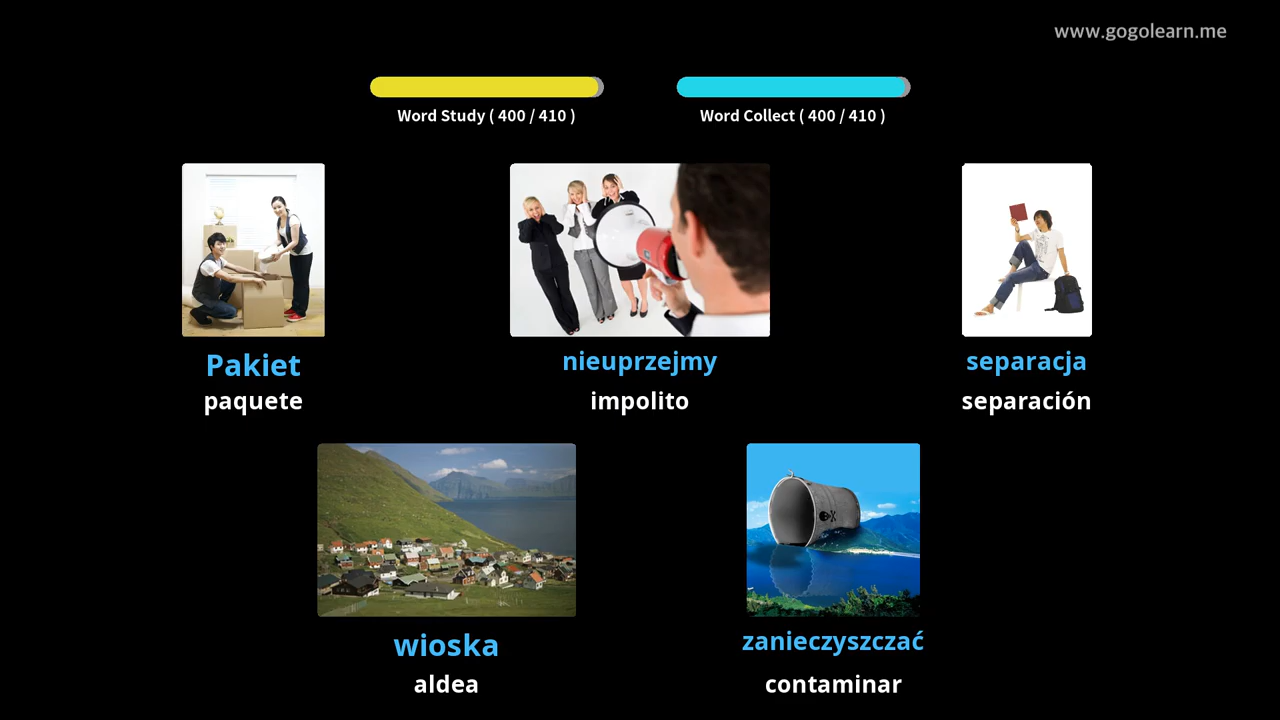 www.gogolearn.me
Word Study ( 400 / 410 )
Word Collect ( 400 / 410 )
Pakiet
paquete
nieuprzejmy
impolito
separacja
separación
wioska
aldea
zanieczyszczać
contaminar